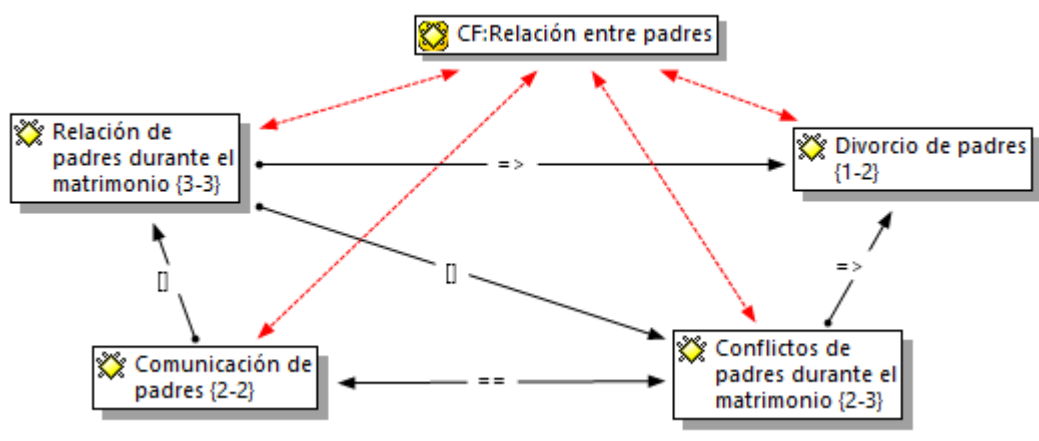 CF:Relación entre padres
Relación de
padres durante el
matrimonio {3-3}
=>
Divorcio de padres
{1-2}
[]
[]
=>
Comunicación de
padres {2-2}
==
Conflictos de
padres durante el
matrimonio {2-3}